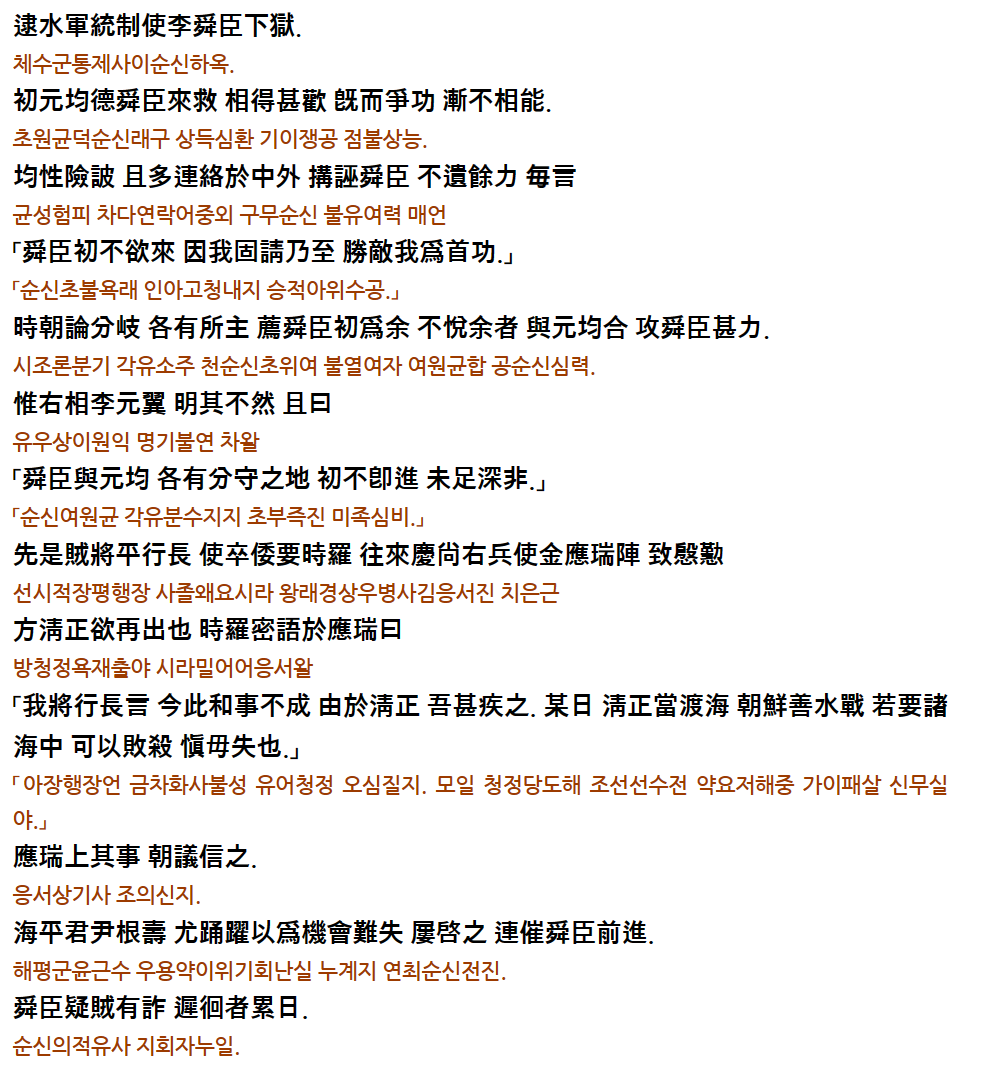 逮水軍統制使李舜臣下獄.
체수군통제사이순신하옥.
初元均德舜臣來救 相得甚歡 旣而爭功 漸不相能.
초원균덕순신래구 상득심환 기이쟁공 점불상능.
均性險詖 且多連絡於中外 搆誣舜臣 不遺餘力 每言
균성험피 차다연락어중외 구무순신 불유여력 매언
「舜臣初不欲來 因我固請乃至 勝敵我爲首功.」
「순신초불욕래 인아고청내지 승적아위수공.」
時朝論分岐 各有所主 薦舜臣初爲余 不悅余者 與元均合 攻舜臣甚力.
시조론분기 각유소주 천순신초위여 불열여자 여원균합 공순신심력.
惟右相李元翼 明其不然 且曰
유우상이원익 명기불연 차왈
「舜臣與元均 各有分守之地 初不卽進 未足深非.」
「순신여원균 각유분수지지 초부즉진 미족심비.」
先是賊將平行長 使卒倭要時羅 往來慶尙右兵使金應瑞陣 致慇懃
선시적장평행장 사졸왜요시라 왕래경상우병사김응서진 치은근
方淸正欲再出也 時羅密語於應瑞曰
방청정욕재출야 시라밀어어응서왈
「我將行長言 今此和事不成 由於淸正 吾甚疾之. 某日 淸正當渡海 朝鮮善水戰 若要諸
海中 可以敗殺 愼毋失也.」
「아장행장언 금차화사불성 유어청정 오심질지. 모일 청정당도해 조선선수전 약요저해중 가이패살 신무실
야.」
應瑞上其事 朝議信之.
응서상기사 조의신지.
海平君尹根壽 尤踊躍以爲機會難失 屢啓之 連催舜臣前進.
해평군윤근수 우용약이위기회난실 누계지 연최순신전진.
舜臣疑賊有詐 遲徊者累日.
순신의적유사 지회자누일.